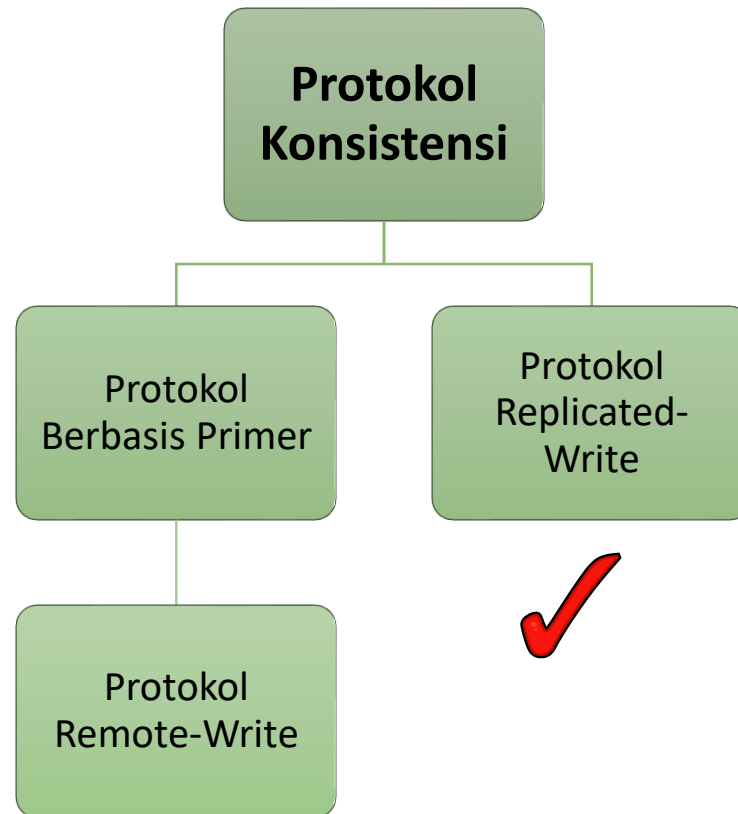 Protokol
Konsistensi
Protokol
Berbasis Primer
Protokol
Replicated-
Write
Protokol
Remote-Write